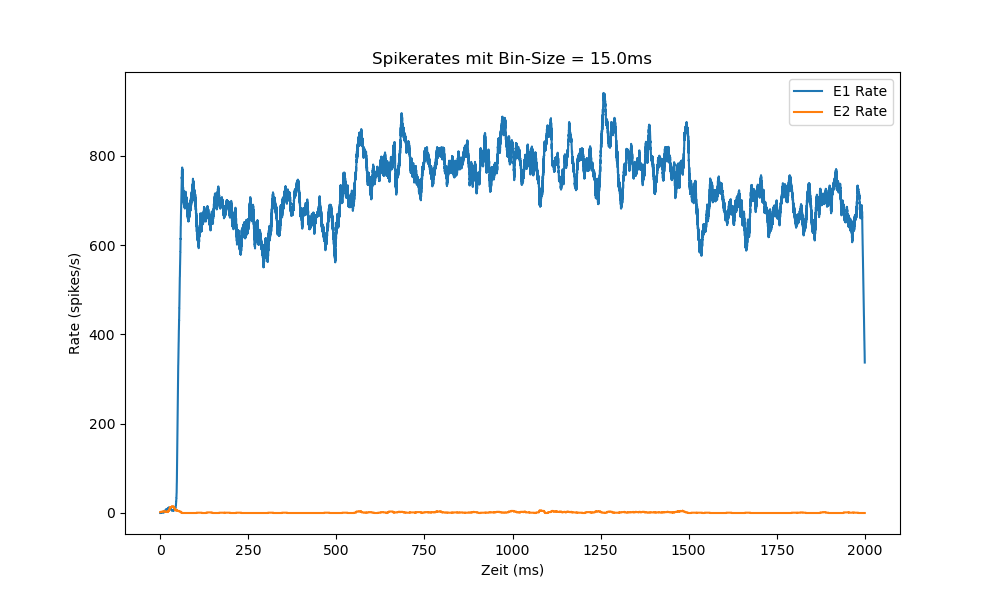 Spikerates mit Bin-Size = 15.0ms
E1 Rate
E2 Rate
800
600
400
200
0
Rate (spikes/s)
0 250 500 750 1000 1250 1500 1750 2000
Zeit (ms)